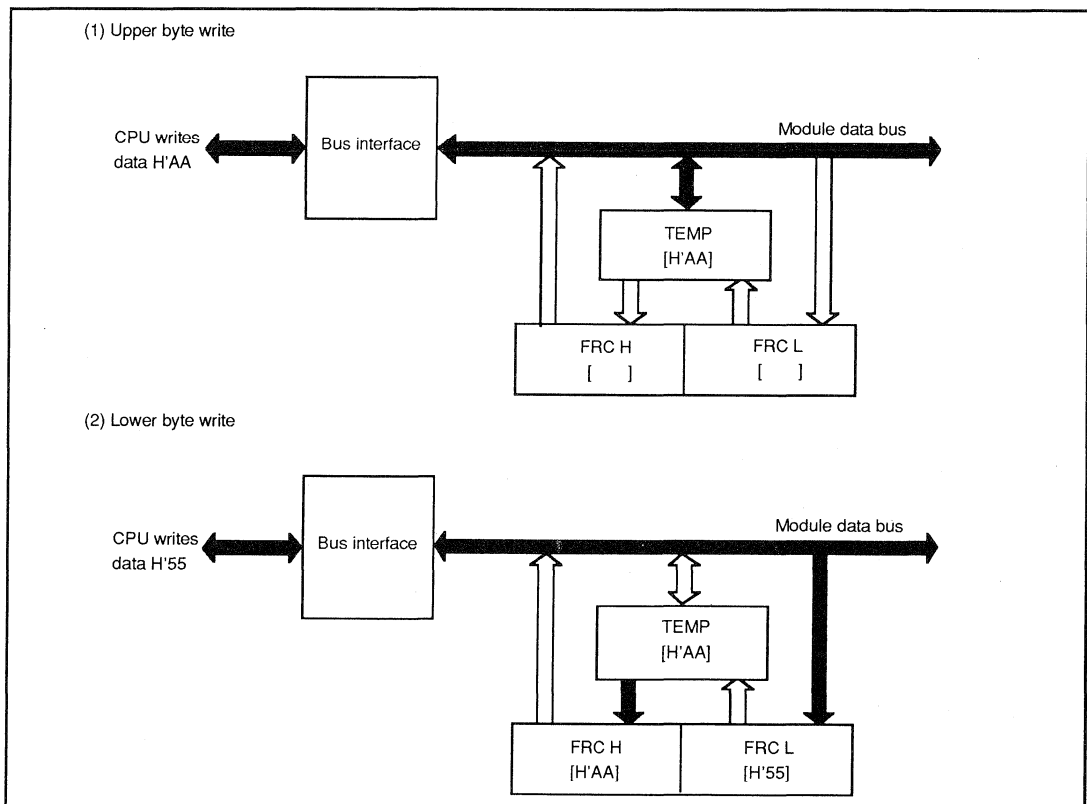 (1) Upper byte write
CPU writes
data H'AA
Bus interface
Module data bus
TEMP
[H'AA]
FRC H
[ ]
FRC L
[ ]
(2) Lower byte write
CPU writes
data H'55
Bus interface
Module data bus
TEMP
[H'AA]
FRC H
[H'AA]
FRC L
[H'55]